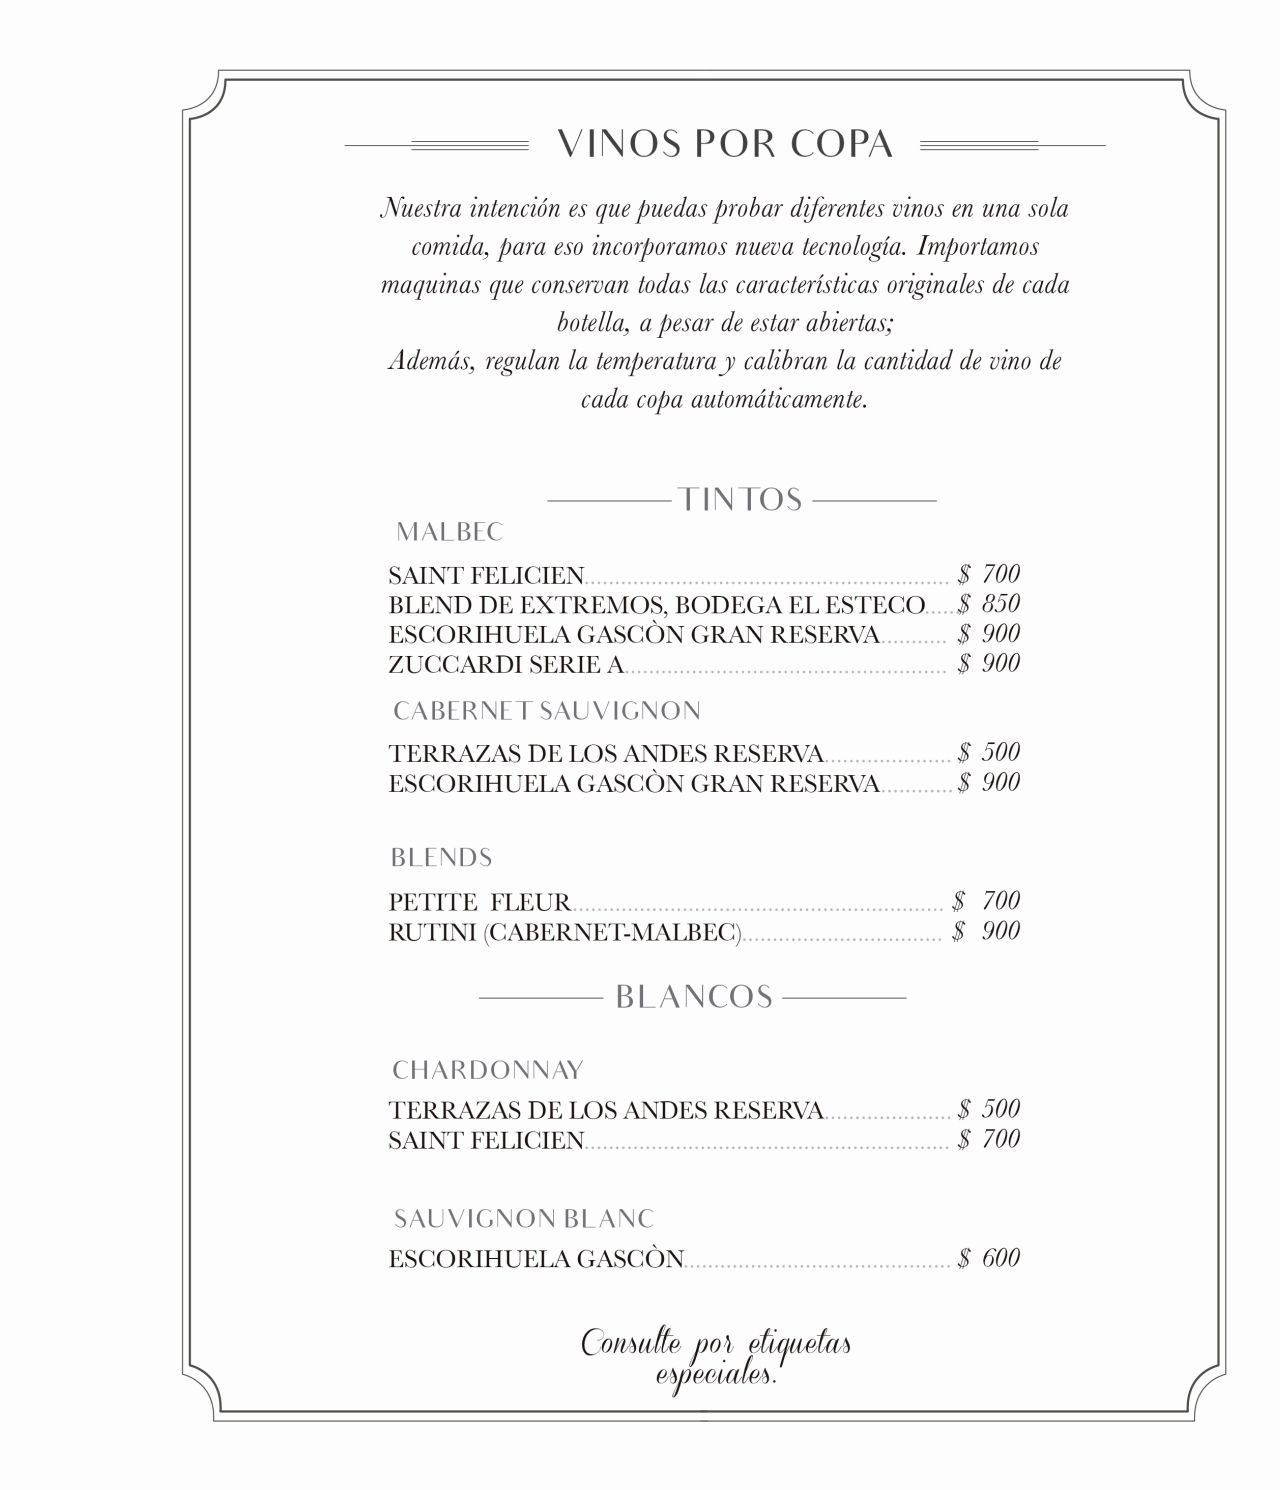 VINOS POR COPA
Nuestra intención es que puedas probar diferentes vinos en una sola
comida, para eso incorporamos nueva tecnología. Importamos
maquinas que conservan todas las características originales de cada
botella, a pesar de estar abiertas;
Además, regulan la temperatura y calibran la cantidad de vino de
cada copa automáticamente.
TINTOS
MALBEC
SAINT FELICIEN............................................................. $ 700
BLEND DE EXTREMOS, BODEGA EL ESTECO......$ 850
ESCORIHUELA GASCÒN GRAN RESERVA........... $ 900
ZUCCARDI SERIE A...................................................... $ 900
CABERNET SAUVIGNON
TERRAZAS DE LOS ANDES RESERVA..................... $ 500
ESCORIHUELA GASCÒN GRAN RESERVA............ $ 900
BLENDS
PETITE FLEUR.............................................................. $ 700
RUTINI (CABERNET-MALBEC)................................. $ 900
BLANCOS
CHARDONNAY
TERRAZAS DE LOS ANDES RESERVA..................... $ 500
SAINT FELICIEN............................................................. $ 700
SAUVIGNON BLANC
ESCORIHUELA GASCÒN............................................ $ 600
Consulte por etiquetas
especiales.